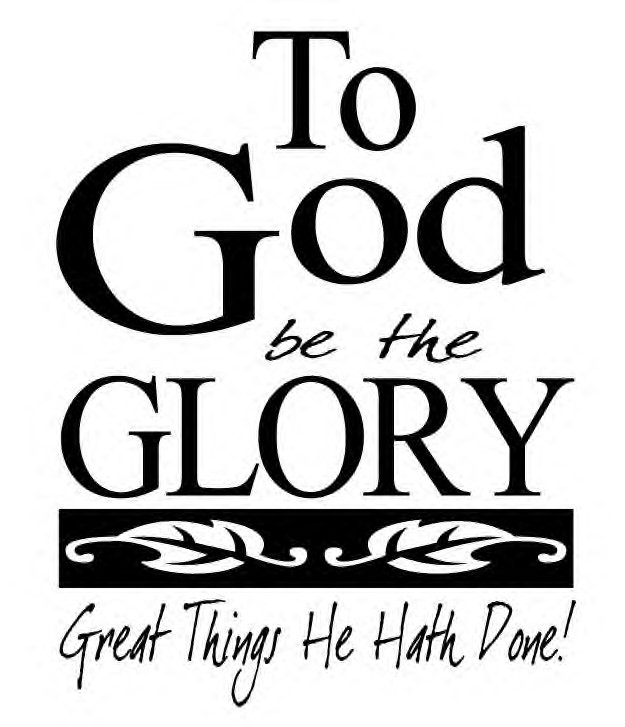 To
God
be the
GLORY
Great Things He Hath Done!